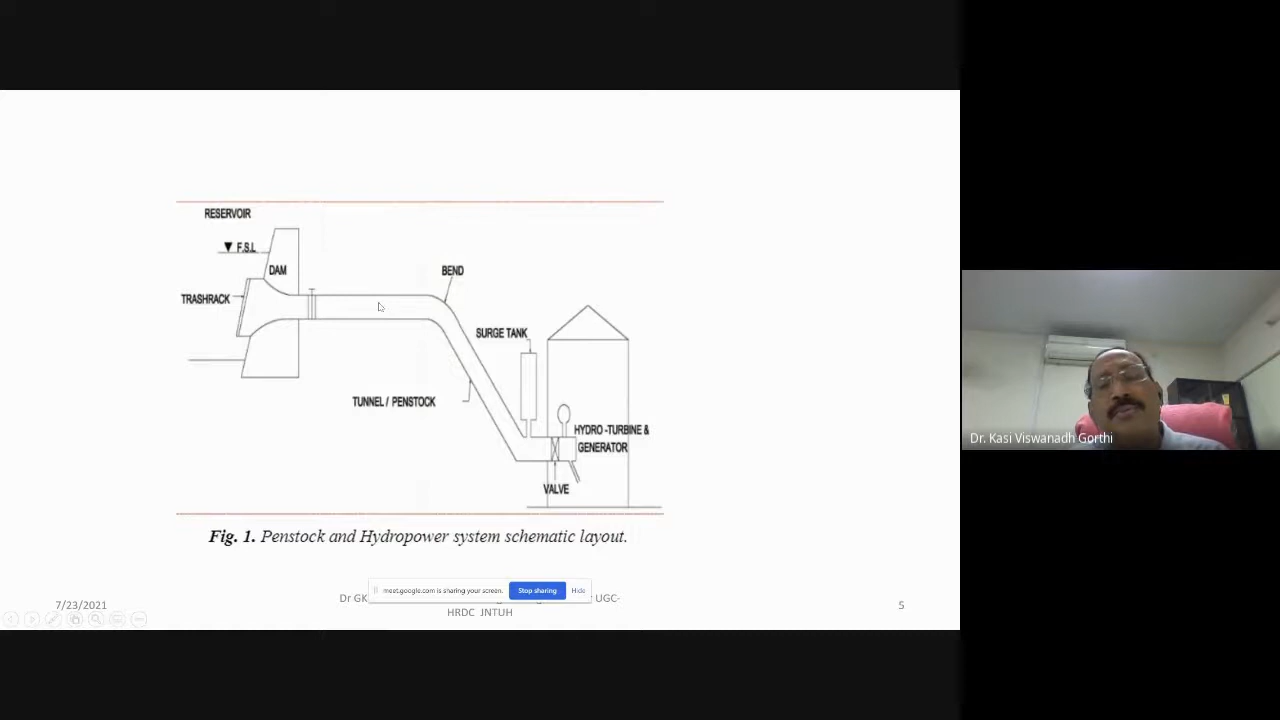 RESERVOIR
F.S.L
DAM
TRASHRACK
BEND
SURGE TANK
TUNNEL / PENSTOCK
HYDRO -TURBINE &
GENERATOR
VALVE
Fig. 1. Penstock and Hydropower system schematic layout.
meet.google.com is sharing your screen. Stop sharing Hide
7/23/2021
Dr GK UGC-
HRDC JNTUH
5
Dr. Kasi Viswanadh Gorthi